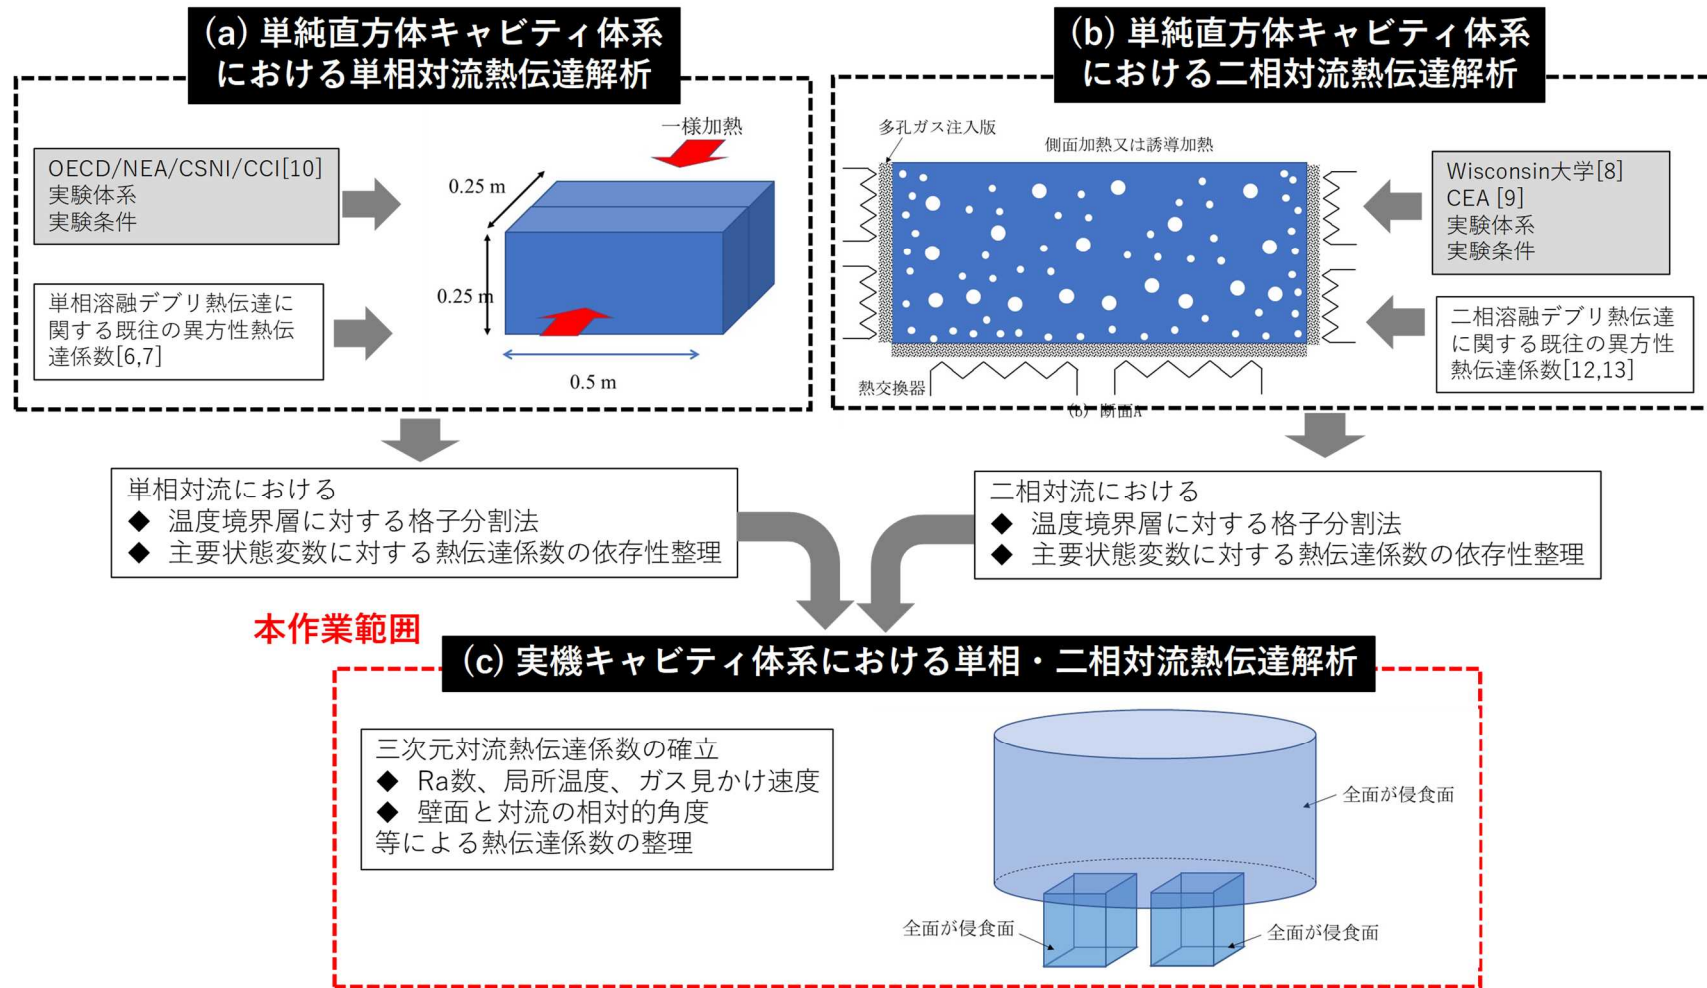 (a) 単純直方体キャビティ体系
における単相対流熱伝達解析
OECD/NEA/CSNI/CCI[10]
実験体系
実験条件
単相溶融デブリ熱伝達に
関する既往の異方性熱伝
達係数[6,7]
一様加熱
0.25 m
0.25 m
0.5 m
(b) 単純直方体キャビティ体系
における二相対流熱伝達解析
多孔ガス注入版
側面加熱又は誘導加熱
熱交換器
(b) 断面A
Wisconsin大学[8]
CEA [9]
実験体系
実験条件
二相溶融デブリ熱伝達
に関する既往の異方性
熱伝達係数[12,13]
単相対流における
◆ 温度境界層に対する格子分割法
◆ 主要状態変数に対する熱伝達係数の依存性整理
二相対流における
◆ 温度境界層に対する格子分割法
◆ 主要状態変数に対する熱伝達係数の依存性整理
本作業範囲
(c) 実機キャビティ体系における単相・二相対流熱伝達解析
三次元対流熱伝達係数の確立
◆ Ra数、局所温度、ガス見かけ速度
◆ 壁面と対流の相対的角度
等による熱伝達係数の整理
全面が侵食面
全面が侵食面
全面が侵食面